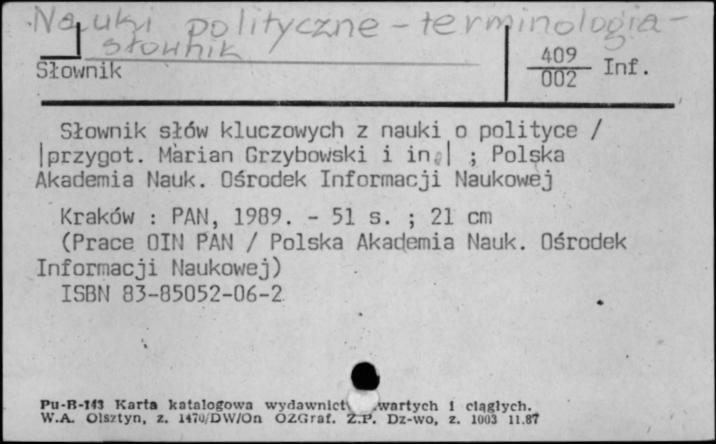 Nauki polityczne - terminologia -
słownik
Słownik
409
002 Inf.
Słownik słów kluczowych z nauki o polityce /
|przygot. Marian Grzybowski i in.| ; Polska
Akademia Nauk. Ośrodek Informacji Naukowej
Kraków : PAN, 1989. - 51 s. ; 21 cm
(Prace OIN PAN / Polska Akademia Nauk. Ośrodek
Informacji Naukowej)
ISBN 83-85052-06-2
Pu-B-143 Karta katalogowa wydawnict wartych i ciągłych.
W.A. Olsztyn, z. 1470/DW/On OZGraf. Z.P. Dz-wo, z. 1003 11.87